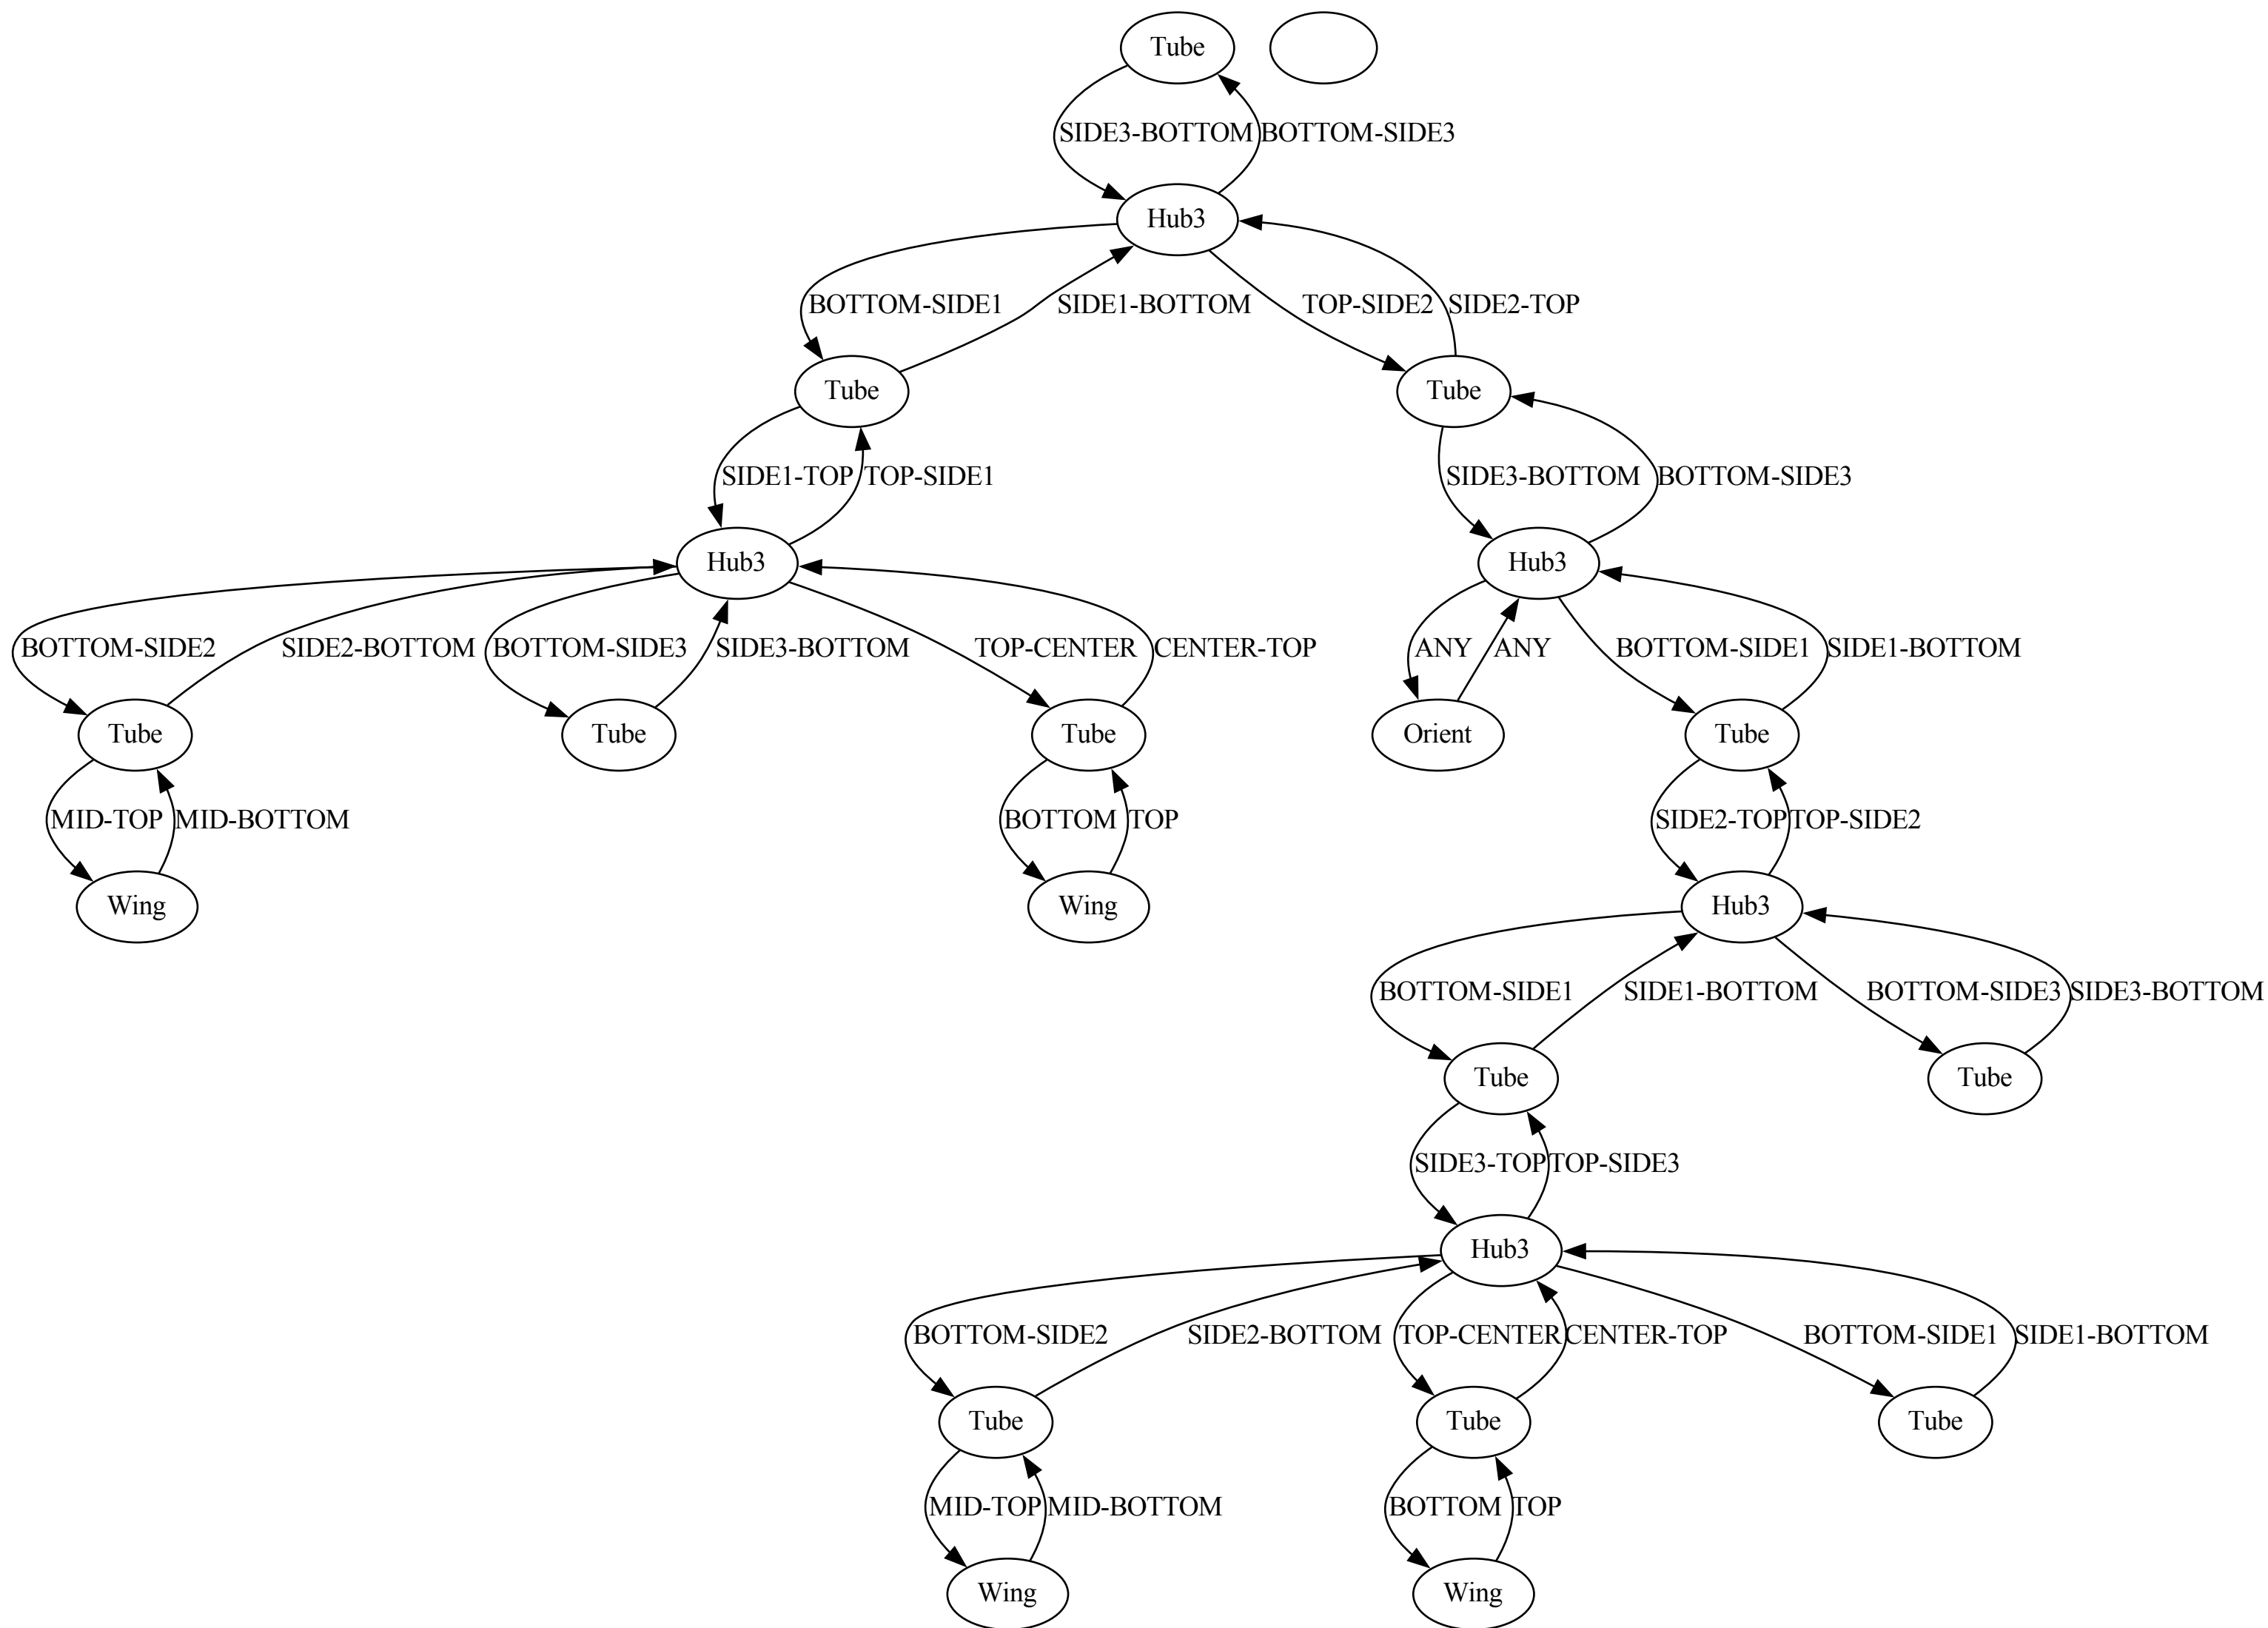 Tube
SIDE3-BOTTOM BOTTOM-SIDE3
Hub3
BOTTOM-SIDE1 SIDE1-BOTTOM TOP-SIDE2 SIDE2-TOP
Tube Tube
SIDE1-TOP TOP-SIDE1 SIDE3-BOTTOM BOTTOM-SIDE3
Hub3 Hub3
BOTTOM-SIDE2 SIDE2-BOTTOM BOTTOM-SIDE3 SIDE3-BOTTOM TOP-CENTER CENTER-TOP ANY ANY BOTTOM-SIDE1 SIDE1-BOTTOM
Tube Tube Tube Orient Tube
MID-TOP MID-BOTTOM BOTTOM TOP SIDE2-TOP TOP-SIDE2
Wing Wing Hub3
BOTTOM-SIDE1 SIDE1-BOTTOM BOTTOM-SIDE3 SIDE3-BOTTOM
Tube Tube
SIDE3-TOP TOP-SIDE3
Hub3
BOTTOM-SIDE2 SIDE2-BOTTOM TOP-CENTER CENTER-TOP BOTTOM-SIDE1 SIDE1-BOTTOM
Tube Tube Tube
MID-TOP MID-BOTTOM BOTTOM TOP
Wing Wing